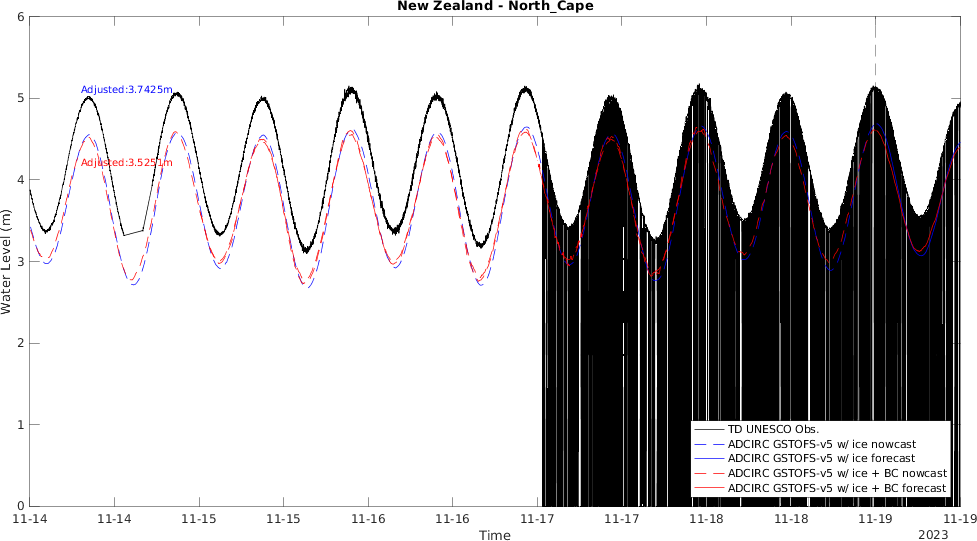 New Zealand - North_Cape
6
5
4
3
2
1
0
Water Level (m)
Adjusted:3.7425m
Adjusted:3.5251m
TD UNESCO Obs.
ADCIRC GSTOFS-v5 w/ ice nowcast
ADCIRC GSTOFS-v5 w/ ice forecast
ADCIRC GSTOFS-v5 w/ ice + BC nowcast
ADCIRC GSTOFS-v5 w/ ice + BC forecast
11-14 11-14 11-15 11-15 11-16 11-16 11-17 11-17 11-18 11-18 11-19 11-19
Time
2023